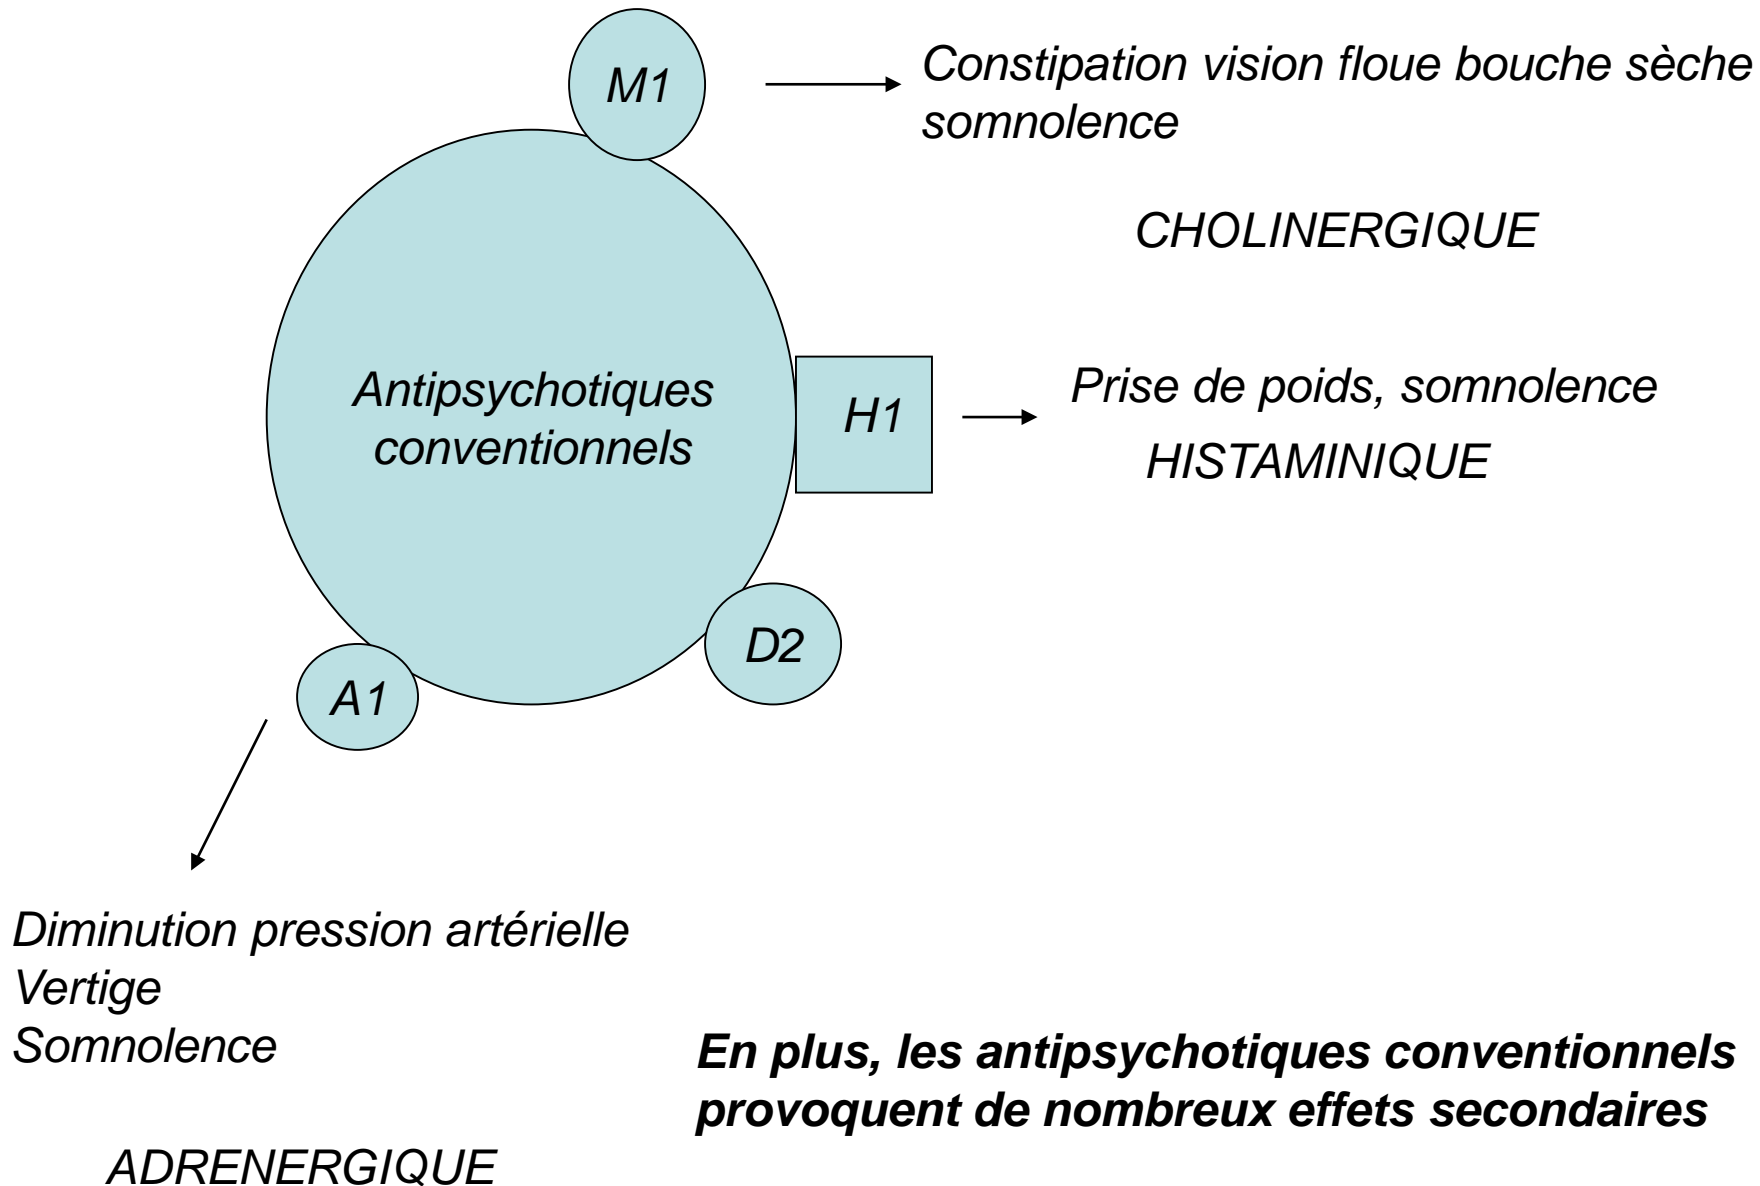 M1
Constipation vision floue bouche sèche
somnolence
CHOLINERGIQUE
Antipsychotiques
conventionnels
H1
Prise de poids, somnolence
HISTAMINIQUE
D2
A1
Diminution pression artérielle
Vertige
Somnolence
ADRENERGIQUE
En plus, les antipsychotiques conventionnels
provoquent de nombreux effets secondaires